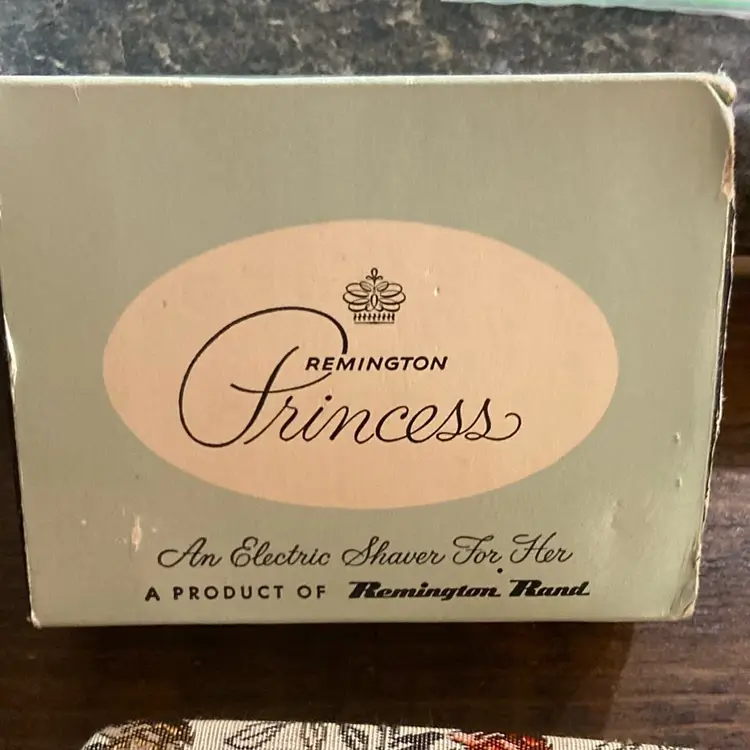 REMINGTON
Princess
An Electric Shaver For Her
A PRODUCT OF Remington Rand